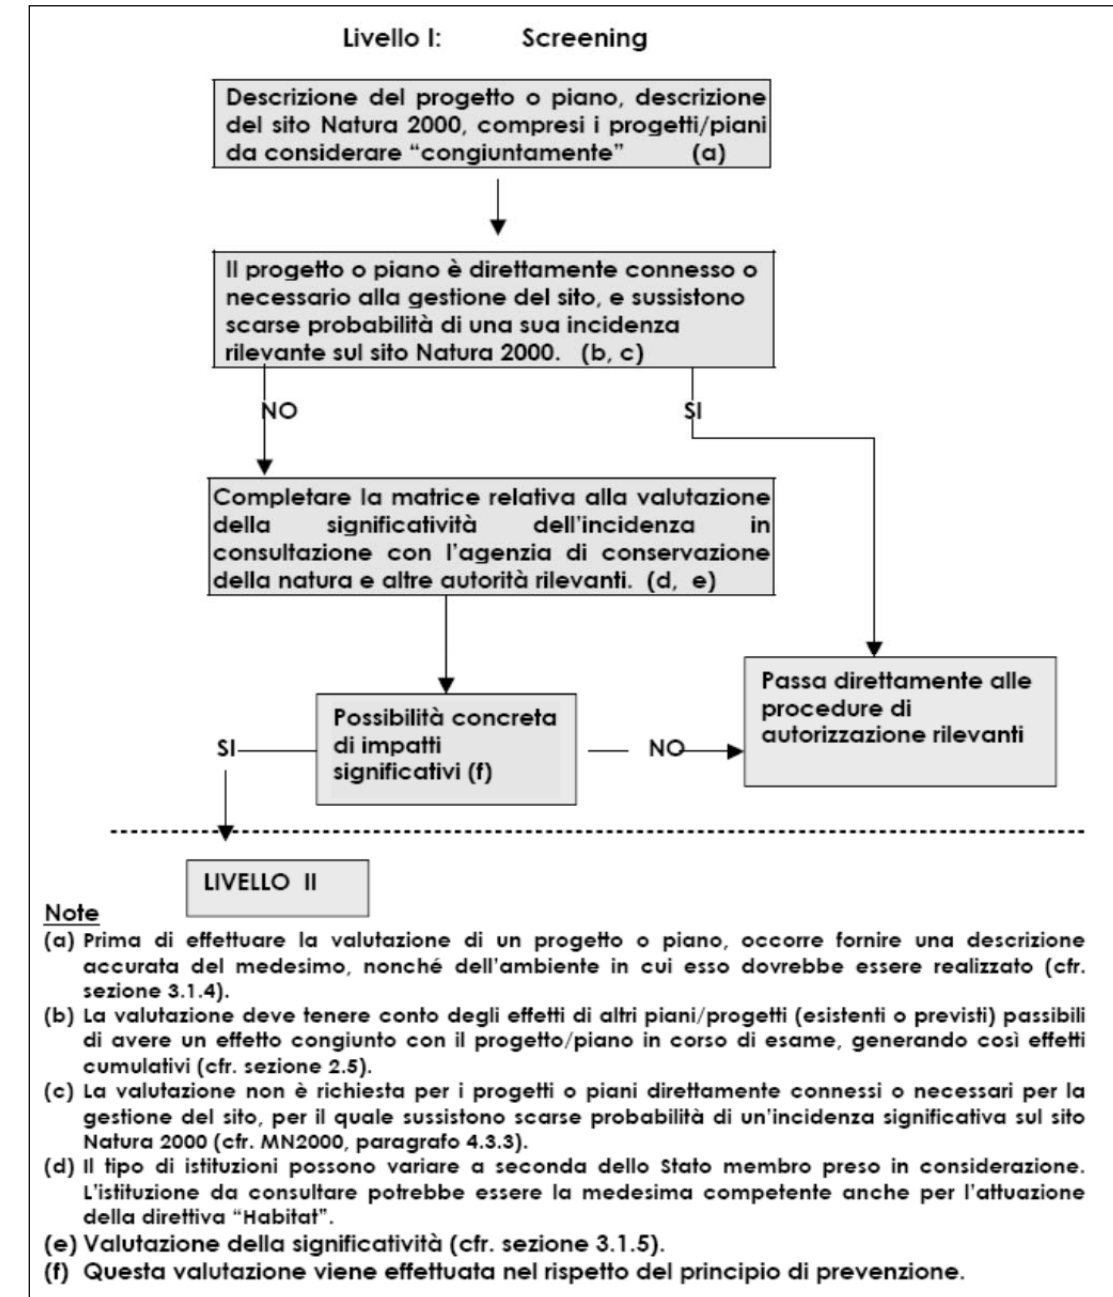 Livello I: Screening
Descrizione del progetto o piano, descrizione
del sito Natura 2000, compresi i progetti/piani
da considerare “congiuntamente” (a)
Il progetto o piano è direttamente connesso o
necessario alla gestione del sito, e sussistono
scarse probabilità di una sua incidenza
rilevante sul sito Natura 2000. (b, c)
NO
SI
Completare la matrice relativa alla valutazione
della significatività dell’incidenza in
consultazione con l’agenzia di conservazione
della natura e altre autorità rilevanti. (d, e)
Passa direttamente alle
procedure di
autorizzazione rilevanti
Possibilità concreta
di impatti
significativi (f)
SI
NO
LIVELLO II
Note
(a) Prima di effettuare la valutazione di un progetto o piano, occorre fornire una descrizione
accurata del medesimo, nonché dell’ambiente in cui esso dovrebbe essere realizzato (cfr.
sezione 3.1.4).
(b) La valutazione deve tenere conto degli effetti di altri piani/progetti (esistenti o previsti) passibili
di avere un effetto congiunto con il progetto/piano in corso di esame, generando così effetti
cumulativi (cfr. sezione 2.5).
(c) La valutazione non è richiesta per i progetti o piani direttamente connessi o necessari per la
gestione del sito, per il quale sussistono scarse probabilità di un’incidenza significativa sul sito
Natura 2000 (cfr. MN2000, paragrafo 4.3.3).
(d) Il tipo di istituzioni possono variare a seconda dello Stato membro preso in considerazione.
L’istituzione da consultare potrebbe essere la medesima competente anche per l’attuazione
della direttiva “Habitat”.
(e) Valutazione della significatività (cfr. sezione 3.1.5).
(f) Questa valutazione viene effettuata nel rispetto del principio di prevenzione.